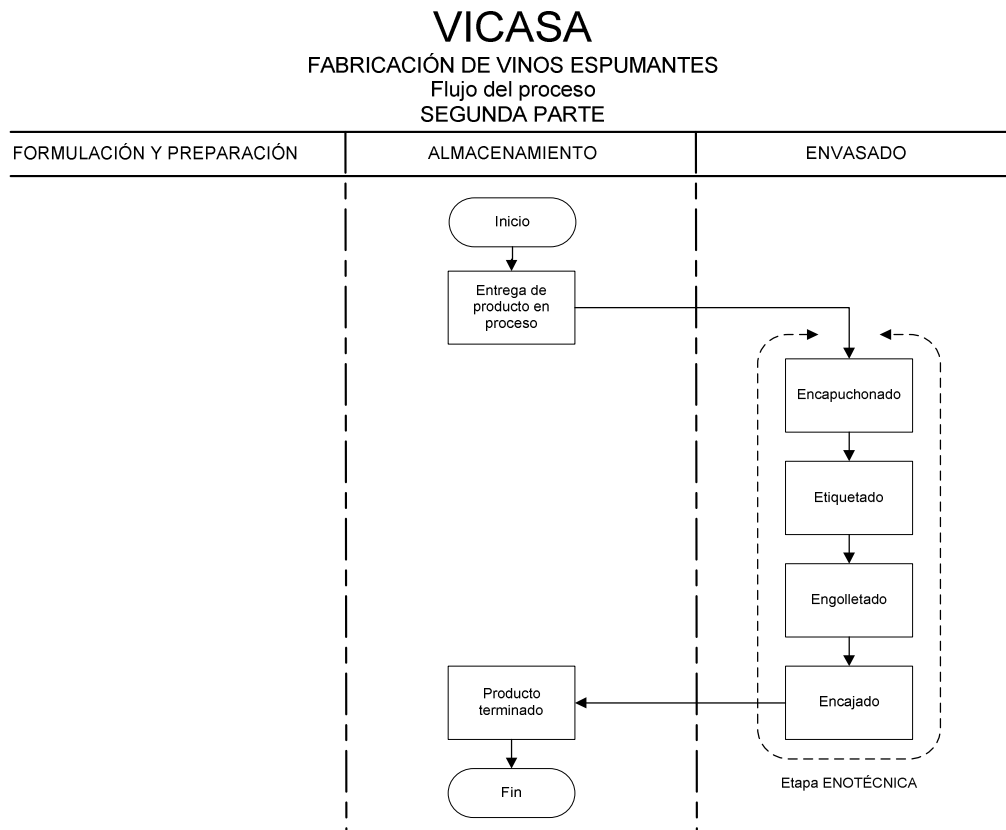 VICASA
FABRICACIÓN DE VINOS ESPUMANTES
Flujo del proceso
SEGUNDA PARTE
FORMULACIÓN Y PREPARACIÓN
ALMACENAMIENTO
ENVASADO
Inicio
Entrega de
producto en
proceso
Encapuchonado
Etiquetado
Engolletado
Encajado
Producto
terminado
Fin
Etapa ENOTÉCNICA